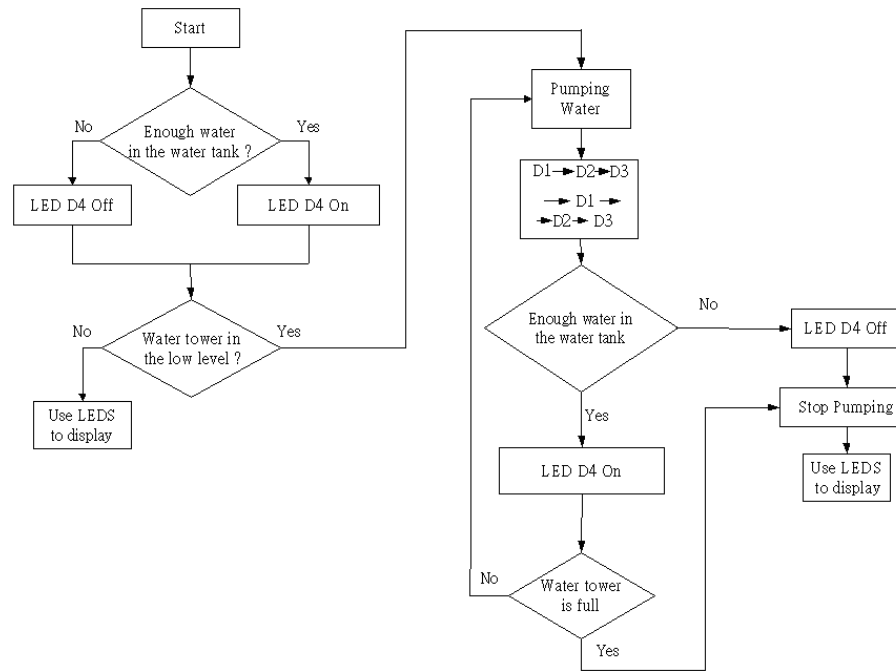 Start
No
Yes
Enough water
in the water tank ?
LED D4 Off
LED D4 On
No
Yes
Water tower in
the low level ?
Use LEDS
to display
Pumping
Water
D1 → D2 → D3
→ D1 →
→ D2 → D3
Enough water in
the water tank
No
LED D4 Off
Yes
Stop Pumping
LED D4 On
Use LEDS
to display
No
Water tower
is full
Yes